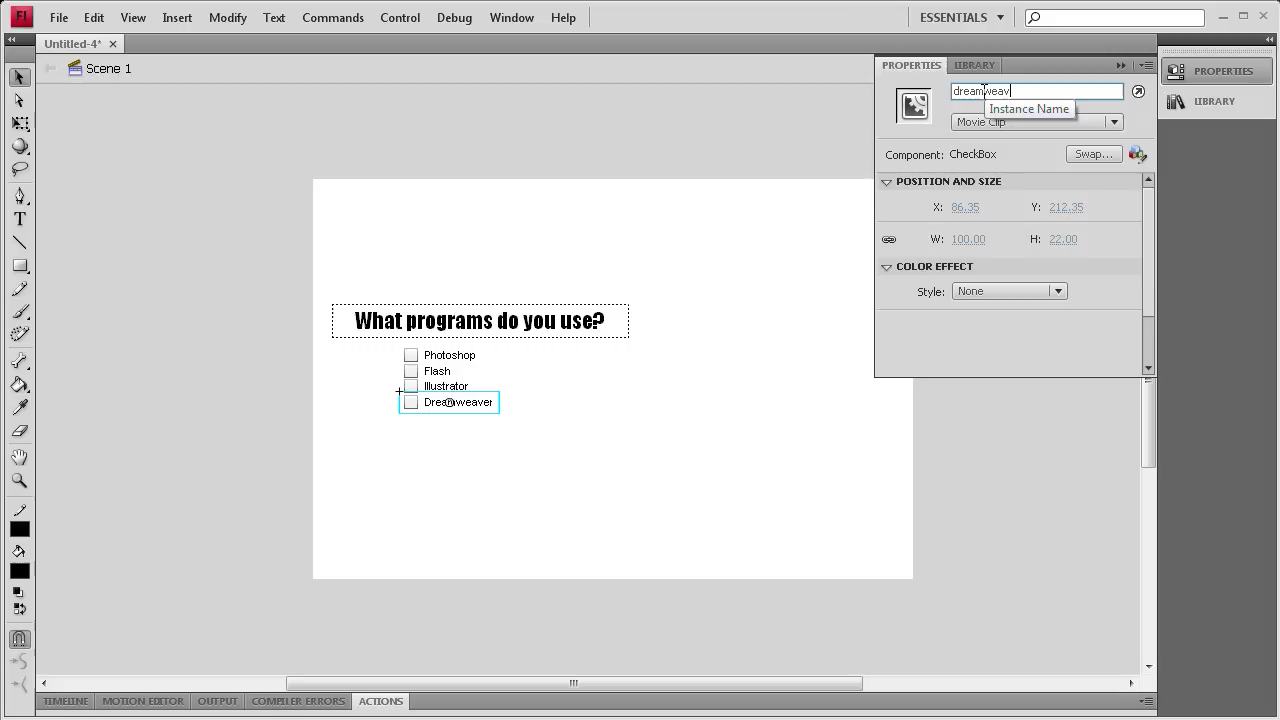 Fl File Edit View Insert Modify Text Commands Control Debug Window Help ESSENTIALS
Untitled-4* ×
Scene 1
PROPERTIES LIBRARY
dreamweav
Instance Name
Movie Clip
Component: CheckBox Swap...
POSITION AND SIZE
X: 86.35 Y: 212.35
W: 100.00 H: 22.00
COLOR EFFECT
Style: None
PROPERTIES
LIBRARY
What programs do you use?
Photoshop
Flash
Illustrator
Dreamweaver
TIMELINE MOTION EDITOR OUTPUT COMPILER ERRORS ACTIONS